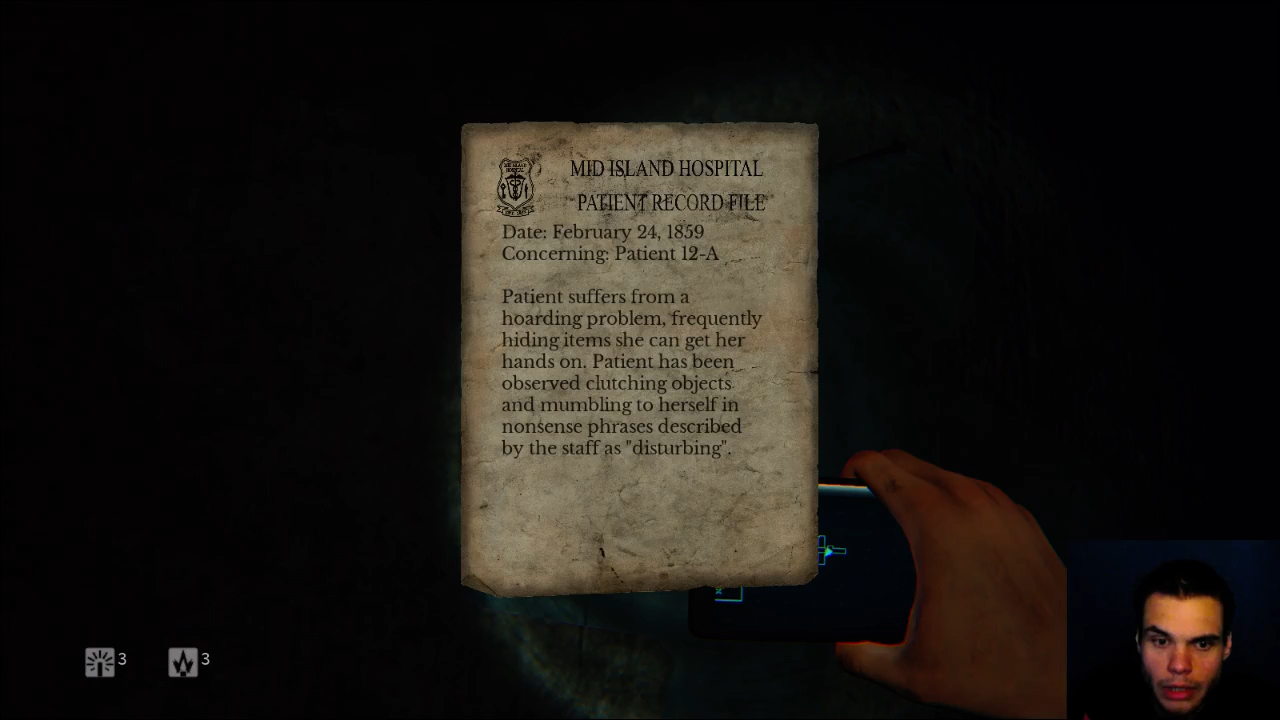 MID ISLAND HOSPITAL
PATIENT RECORD FILE
Date: February 24, 1859
Concerning: Patient 12-A
Patient suffers from a
hoarding problem, frequently
hiding items she can get her
hands on. Patient has been
observed clutching objects
and mumbling to herself in
nonsense phrases described
by the staff as "disturbing".
3
3